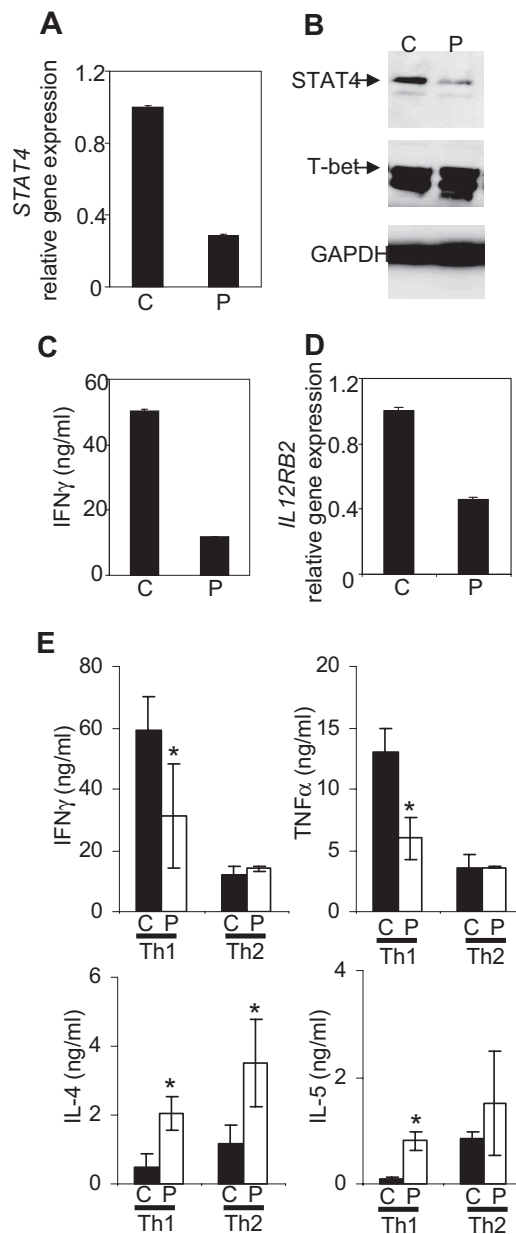 A
STAT4
relative gene expression
1.2
0.8
0.4
0
C P
B
C P
STAT4
T-bet
GAPDH
C
IFNγ (ng/ml)
60
40
20
0
C P
D
IL12RB2
relative gene expression
1.2
0.8
0.4
0
C P
E
IFNγ (ng/ml)
80
60
40
20
0
*
C P C P
Th1 Th2
TNFα (ng/ml)
20
15
10
5
0
*
C P C P
Th1 Th2
IL-4 (ng/ml)
6
4
2
0
* *
C P C P
Th1 Th2
IL-5 (ng/ml)
4
2
0
*
C P C P
Th1 Th2